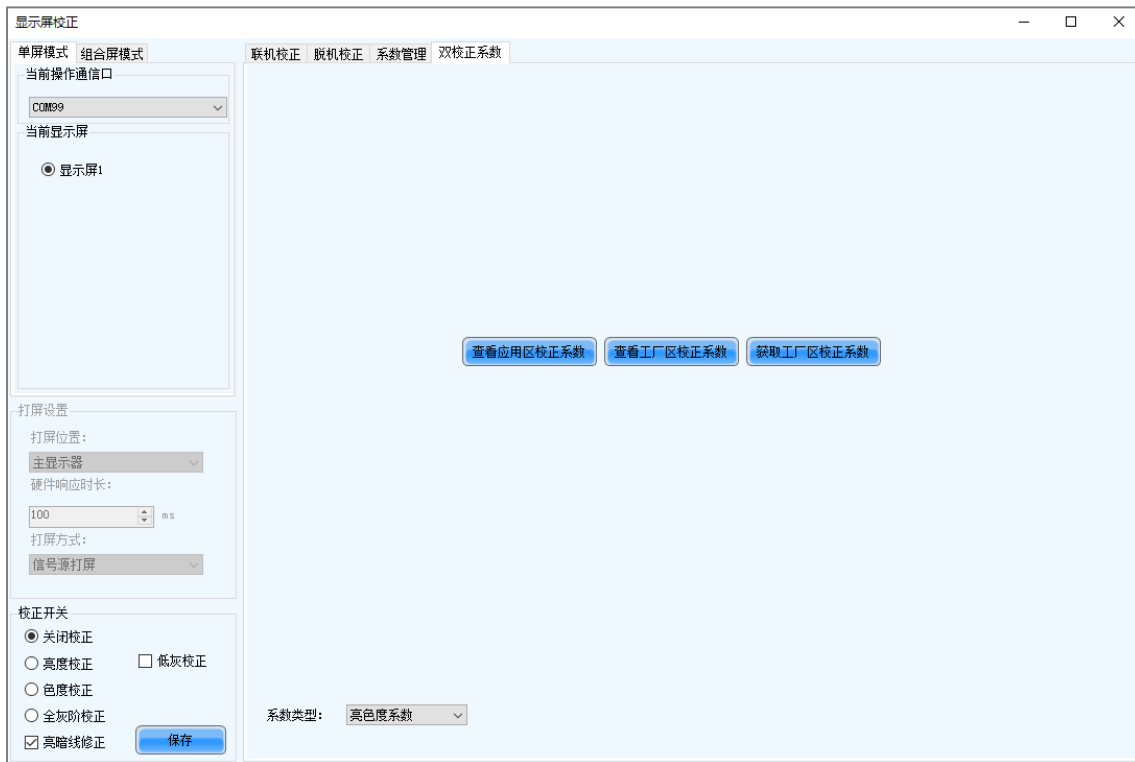 显示屏校正
单屏模式 组合屏模式
联机校正 脱机校正 系数管理 双校正系数
当前操作通信口
COM99
当前显示屏
显示屏1
查看应用区校正系数 查看工厂区校正系数 获取工厂区校正系数
打屏设置
打屏位置:
主显示器
硬件响应时长:
100 ms
打屏方式:
信号源打屏
校正开关
关闭校正
亮度校正 低灰校正
色度校正
全灰阶校正
亮暗线修正 保存
系数类型: 亮色度系数